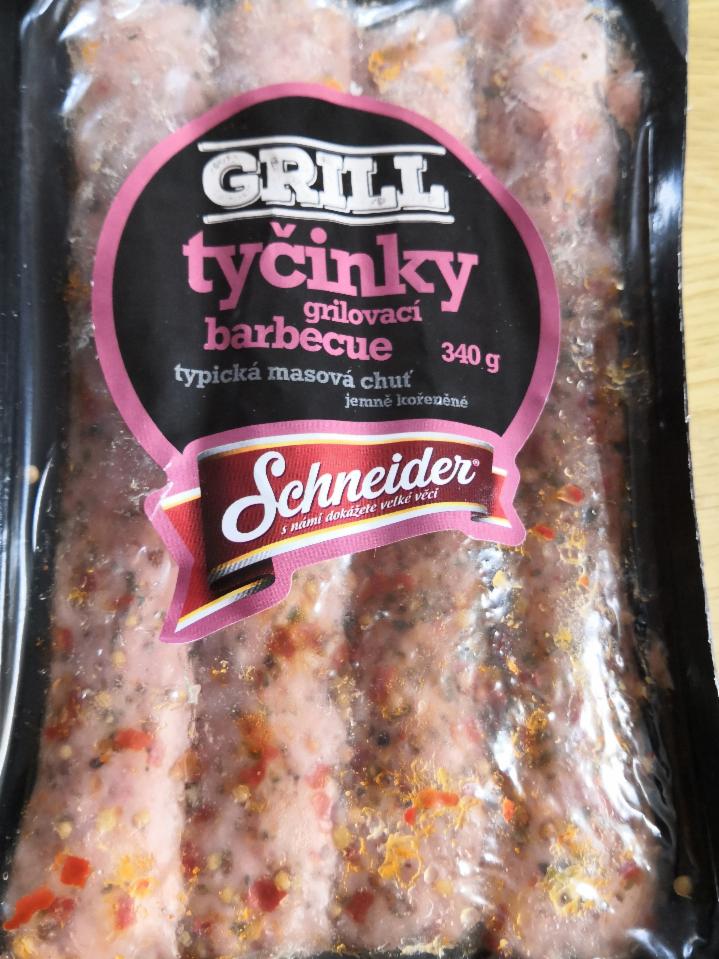 GRILL
tyčinky
grilovací
barbecue 340 g
typická masová chuť
jemně kořeněné
Schneider®
s námi dokážete velké věci